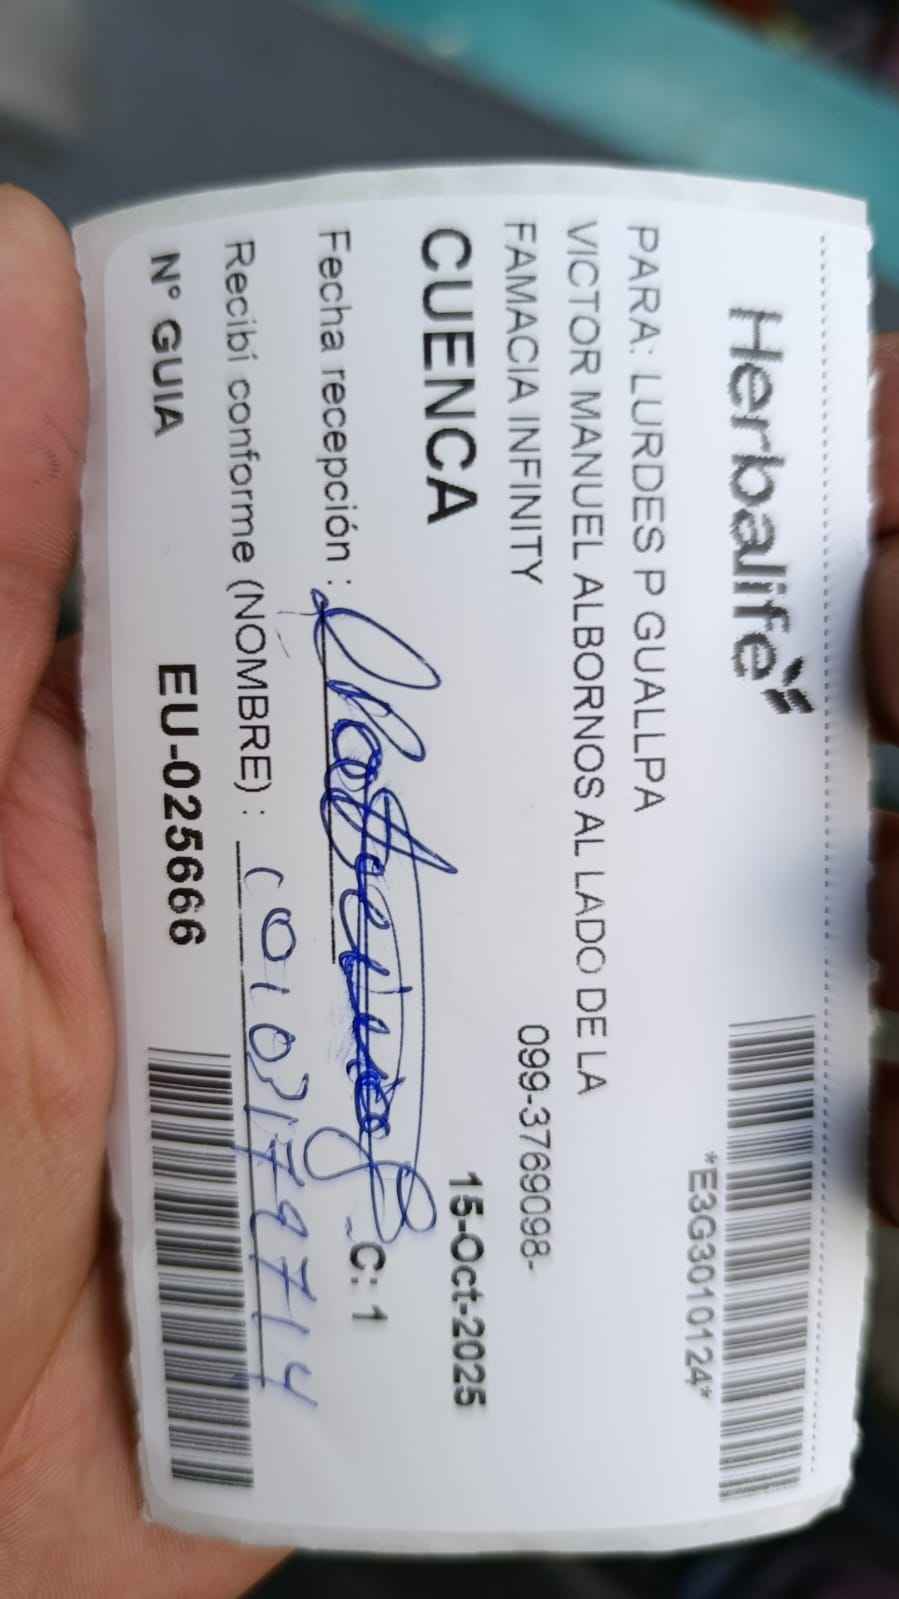 Herbalife
*E3G3010124*
PARA: LURDES P GUALLPA
VICTOR MANUEL ALBORNOS AL LADO DE LA
FAMACIA INFINITY
099-3769098-
CUENCA
15-Oct-2025
Fecha recepción :
C: 1
Recibí conforme (NOMBRE) : 0103179714
N° GUIA
EU-025666